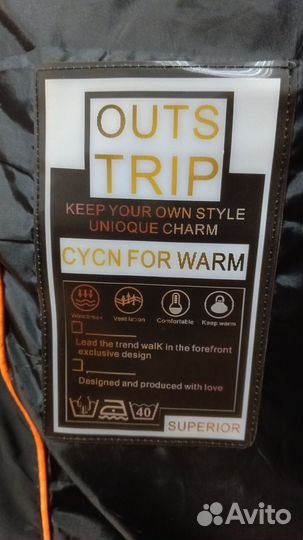 OUTS
TRIP
KEEP YOUR OWN STYLE
UNIOQUE CHARM
CYCN FOR WARM
Windbreak Ventilation Comfortable Keep warm
Lead the trend walK in the forefront
exclusive design
Designed and produced with love
40
SUPERIOR
Avito